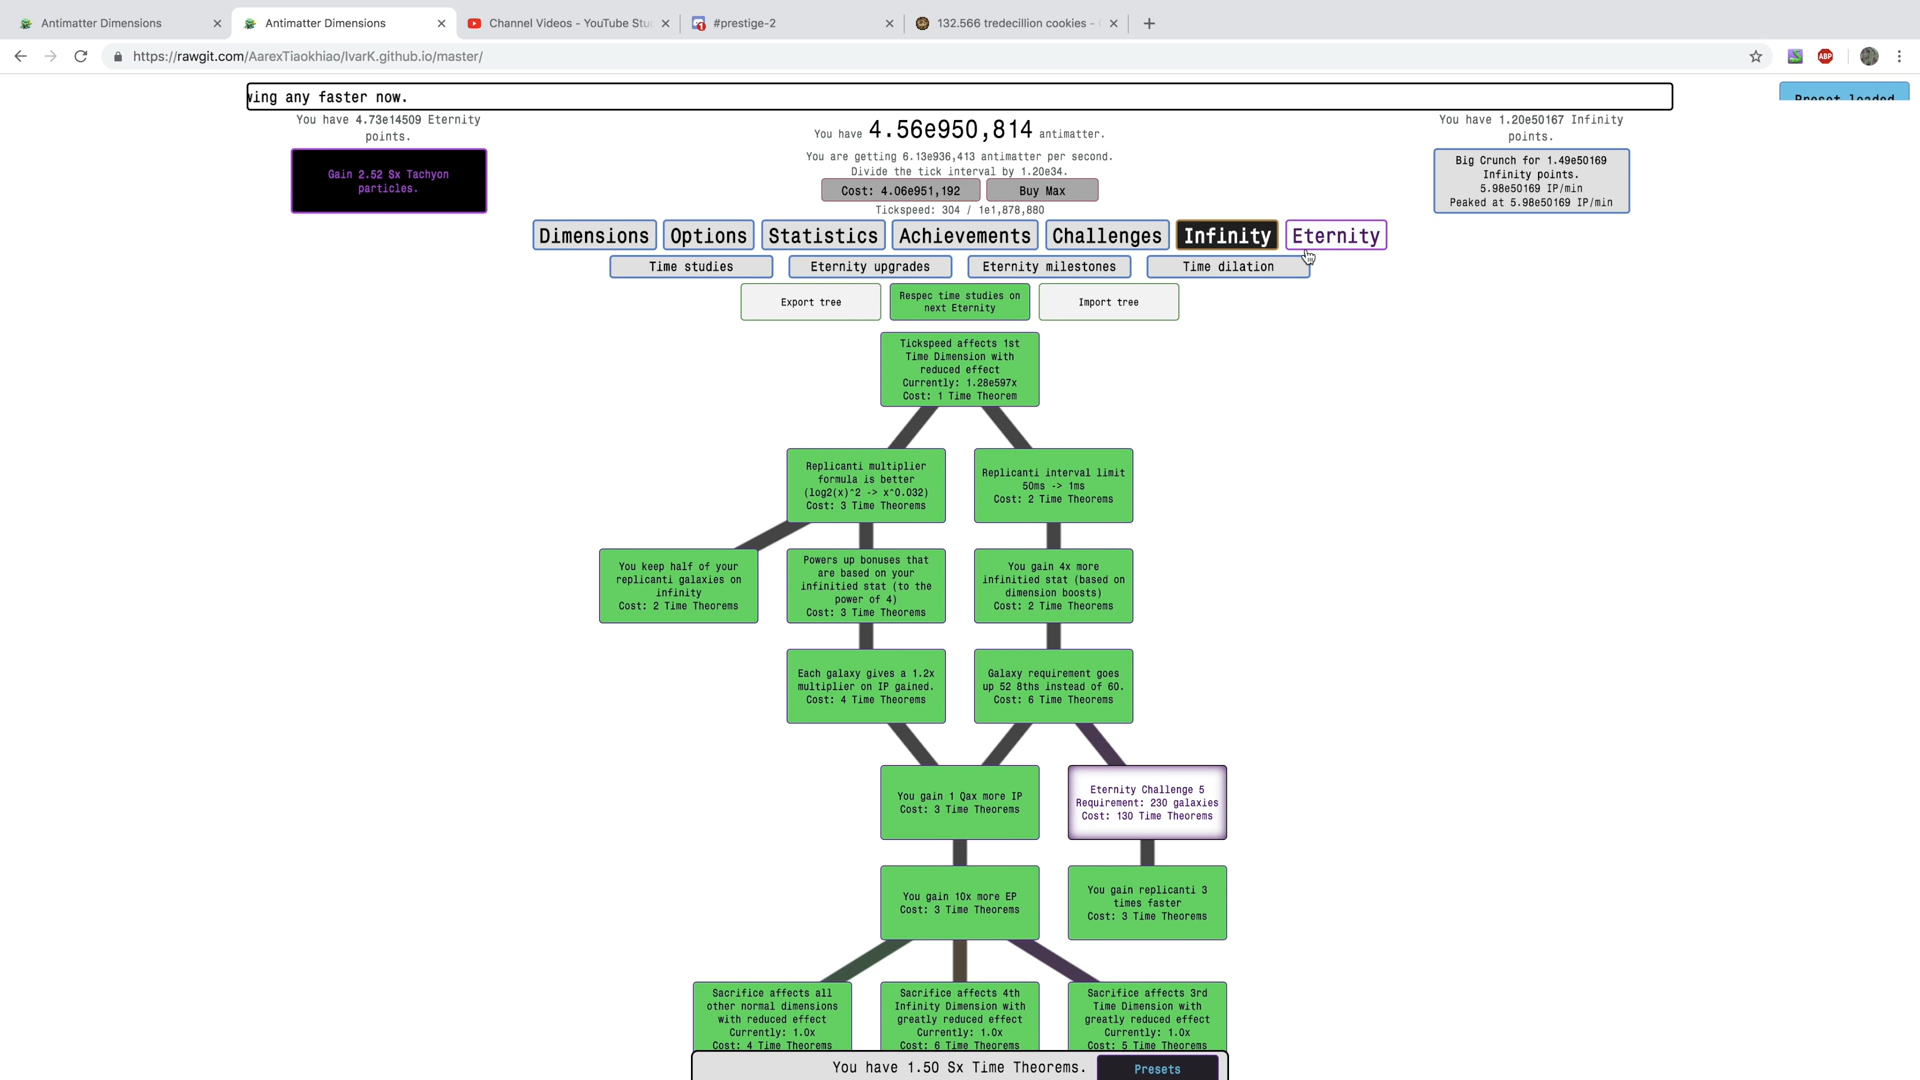 Antimatter Dimensions
Antimatter Dimensions
Channel Videos - YouTube Stu
#prestige-2
132.566 tredecillion cookies -
https://rawgit.com/AarexTiaokhiao/IvarK.github.io/master/
ABP
wing any faster now.
Preset loaded
You have 4.73e14509 Eternity
points.
Gain 2.52 Sx Tachyon
particles.
You have 4.56e950,814 antimatter.
You are getting 6.13e936,413 antimatter per second.
Divide the tick interval by 1.20e34.
Cost: 4.06e951,192
Buy Max
Tickspeed: 304 / 1e1,878,880
You have 1.20e50167 Infinity
points.
Big Crunch for 1.49e50169
Infinity points.
5.98e50169 IP/min
Peaked at 5.98e50169 IP/min
Dimensions
Options
Statistics
Achievements
Challenges
Infinity
Eternity
Time studies
Eternity upgrades
Eternity milestones
Time dilation
Export tree
Respec time studies on
next Eternity
Import tree
Tickspeed affects 1st
Time Dimension with
reduced effect
Currently: 1.28e597x
Cost: 1 Time Theorem
Replicanti multiplier
formula is better
(log2(x)^2 -> x^0.032)
Cost: 3 Time Theorems
Replicanti interval limit
50ms -> 1ms
Cost: 2 Time Theorems
You keep half of your
replicanti galaxies on
infinity
Cost: 2 Time Theorems
Powers up bonuses that
are based on your
infinitied stat (to the
power of 4)
Cost: 3 Time Theorems
You gain 4x more
infinitied stat (based on
dimension boosts)
Cost: 2 Time Theorems
Each galaxy gives a 1.2x
multiplier on IP gained.
Cost: 4 Time Theorems
Galaxy requirement goes
up 52 8ths instead of 60.
Cost: 6 Time Theorems
You gain 1 Qax more IP
Cost: 3 Time Theorems
Eternity Challenge 5
Requirement: 230 galaxies
Cost: 130 Time Theorems
You gain 10x more EP
Cost: 3 Time Theorems
You gain replicanti 3
times faster
Cost: 3 Time Theorems
Sacrifice affects all
other normal dimensions
with reduced effect
Currently: 1.0x
Cost: 4 Time Theorems
Sacrifice affects 4th
Infinity Dimension with
greatly reduced effect
Currently: 1.0x
Cost: 6 Time Theorems
Sacrifice affects 3rd
Time Dimension with
greatly reduced effect
Currently: 1.0x
Cost: 5 Time Theorems
You have 1.50 Sx Time Theorems.
Presets